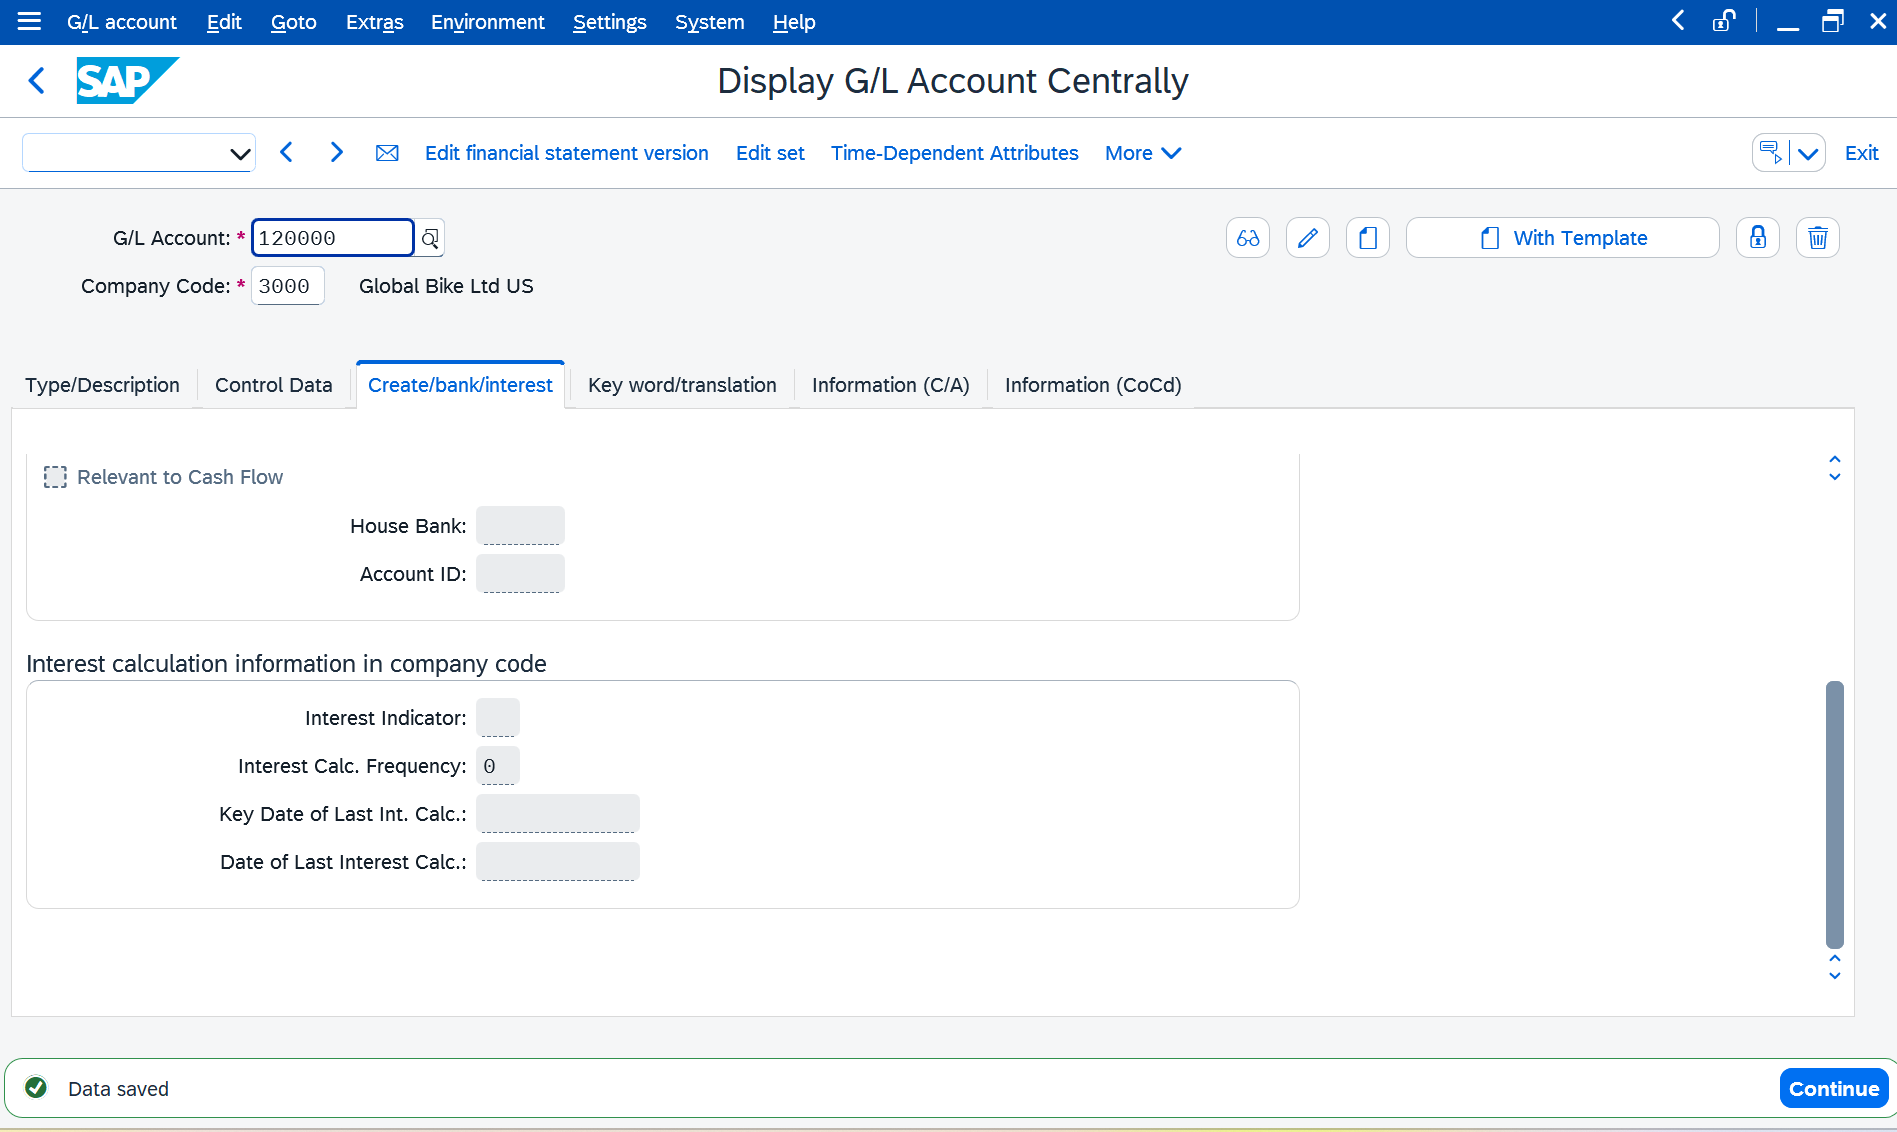 G/L account Edit Goto Extras Environment Settings System Help
SAP Display G/L Account Centrally
Edit financial statement version Edit set Time-Dependent Attributes More Exit
G/L Account: * 120000 With Template
Company Code: * 3000 Global Bike Ltd US
Type/Description Control Data Create/bank/interest Key word/translation Information (C/A) Information (CoCd)
Relevant to Cash Flow
House Bank:
Account ID:
Interest calculation information in company code
Interest Indicator:
Interest Calc. Frequency: 0
Key Date of Last Int. Calc.:
Date of Last Interest Calc.:
Data saved Continue